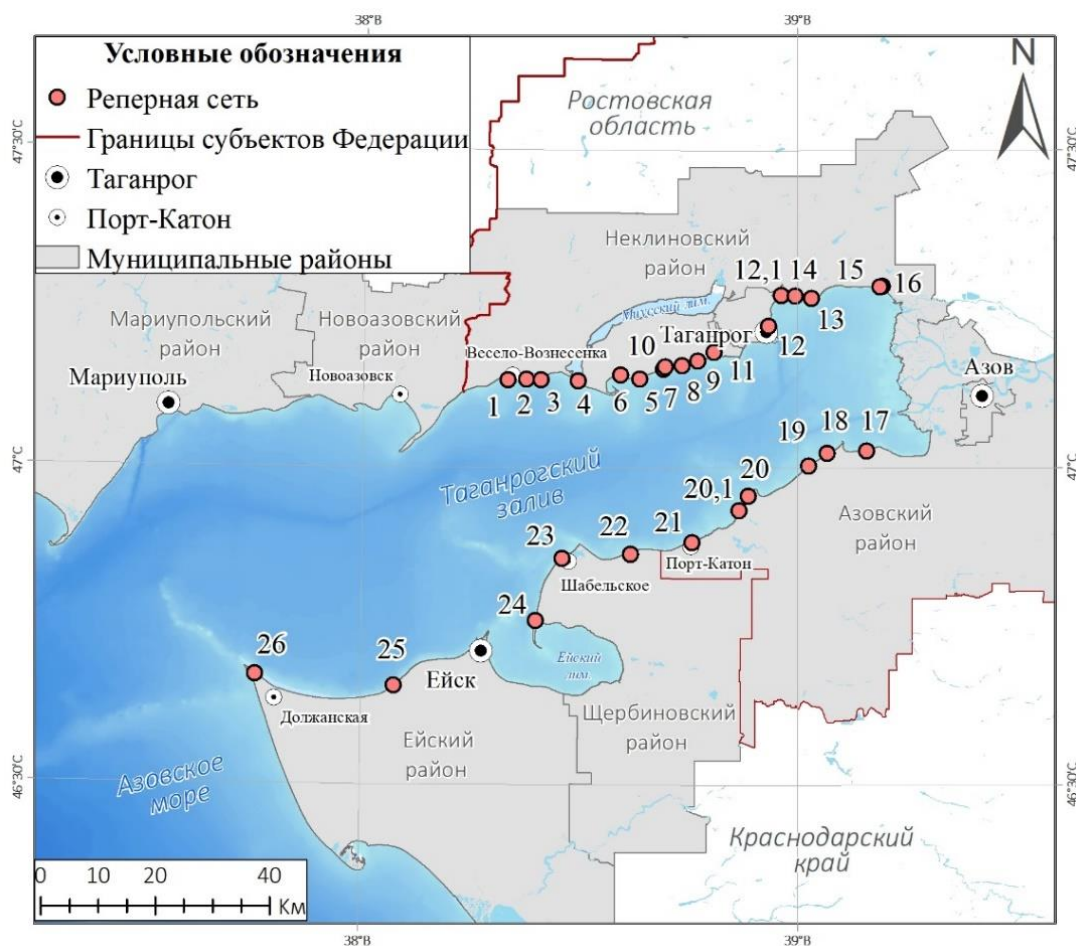 38°В
39°В
Условные обозначения
Реперная сеть
Границы субъектов Федерации
Таганрог
Порт-Катон
Муниципальные районы
N
Ростовская
область
47°30'С
47°30'С
Неклиновский
район
12,1
14
15
16
13
Миусский лим.
Мариупольский
район
Новоазовский
район
Таганрог
12
Весело-Вознесенка
10
Новоазовск
Мариуполь
Азов
1
2
3
4
6
5
7
8
9
11
19
18
17
47°С
47°С
Таганрогский
залив
20
20,1
Азовский
район
23
22
21
Порт-Катон
Шабельское
24
26
25
Ейск
Ейский
лим.
Должанская
Щербиновский
район
Ейский
район
46°30'С
46°30'С
Азовское
море
Краснодарский
край
0 10 20 40
Км
38°В
39°В